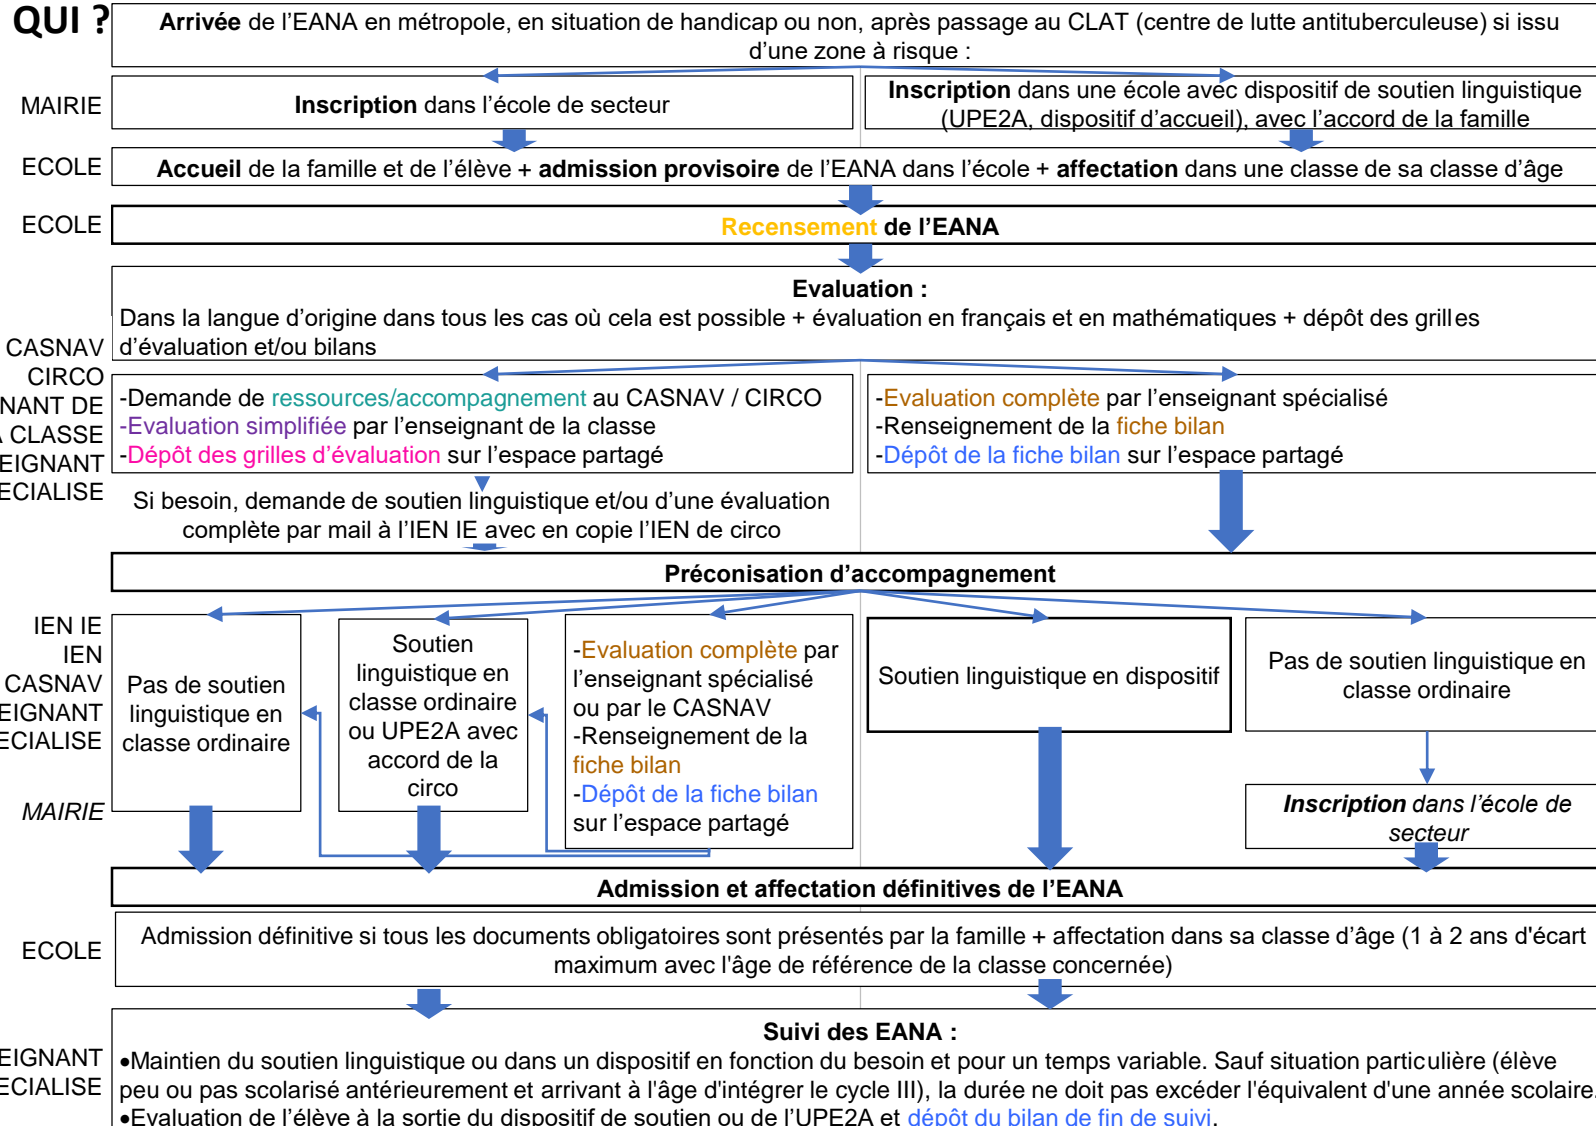 QUI ?
Arrivée de l’EANA en métropole, en situation de handicap ou non, après passage au CLAT (centre de lutte antituberculeuse) si issu
d’une zone à risque :
MAIRIE
Inscription dans l’école de secteur
Inscription dans une école avec dispositif de soutien linguistique
(UPE2A, dispositif d’accueil), avec l’accord de la famille
ECOLE
Accueil de la famille et de l’élève + admission provisoire de l’EANA dans l’école + affectation dans une classe de sa classe d’âge
ECOLE
Recensement de l’EANA
Evaluation :
Dans la langue d’origine dans tous les cas où cela est possible + évaluation en français et en mathématiques + dépôt des grilles
d’évaluation et/ou bilans
CASNAV
CIRCO
NANT DE
CLASSE
EIGNANT
ECIALISE
-Demande de ressources/accompagnement au CASNAV / CIRCO
-Evaluation simplifiée par l’enseignant de la classe
-Dépôt des grilles d’évaluation sur l’espace partagé
-Evaluation complète par l’enseignant spécialisé
-Renseignement de la fiche bilan
-Dépôt de la fiche bilan sur l’espace partagé
Si besoin, demande de soutien linguistique et/ou d’une évaluation
complète par mail à l’IEN IE avec en copie l’IEN de circo
Préconisation d’accompagnement
IEN IE
IEN
CASNAV
EIGNANT
ECIALISE
MAIRIE
Pas de soutien
linguistique en
classe ordinaire
Soutien
linguistique en
classe ordinaire
ou UPE2A avec
accord de la
circo
-Evaluation complète par
l’enseignant spécialisé
ou par le CASNAV
-Renseignement de la
fiche bilan
-Dépôt de la fiche bilan
sur l’espace partagé
Soutien linguistique en dispositif
Pas de soutien linguistique en
classe ordinaire
Inscription dans l’école de
secteur
Admission et affectation définitives de l’EANA
ECOLE
Admission définitive si tous les documents obligatoires sont présentés par la famille + affectation dans sa classe d’âge (1 à 2 ans d'écart
maximum avec l'âge de référence de la classe concernée)
EIGNANT
ECIALISE
Suivi des EANA :
•Maintien du soutien linguistique ou dans un dispositif en fonction du besoin et pour un temps variable. Sauf situation particulière (élève
peu ou pas scolarisé antérieurement et arrivant à l'âge d'intégrer le cycle III), la durée ne doit pas excéder l'équivalent d'une année scolaire.
•Evaluation de l’élève à la sortie du dispositif de soutien ou de l’UPE2A et dépôt du bilan de fin de suivi.